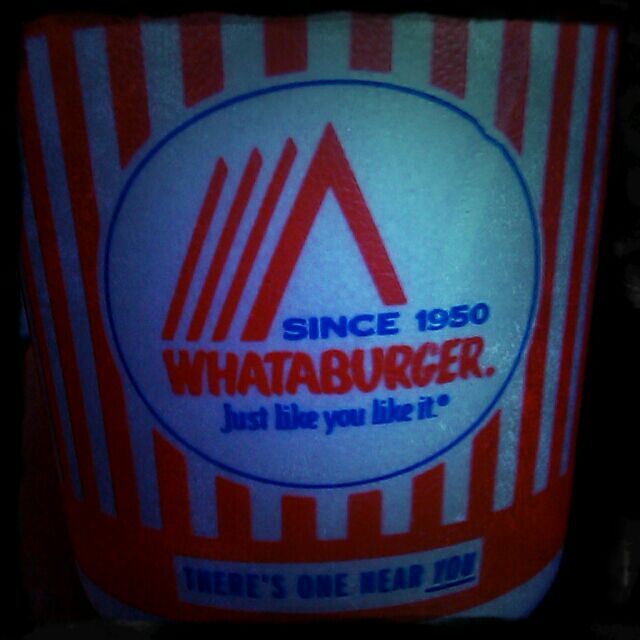 SINCE 1950
WHATABURGER.
Just like you like it.®
THERE'S ONE NEAR YOU